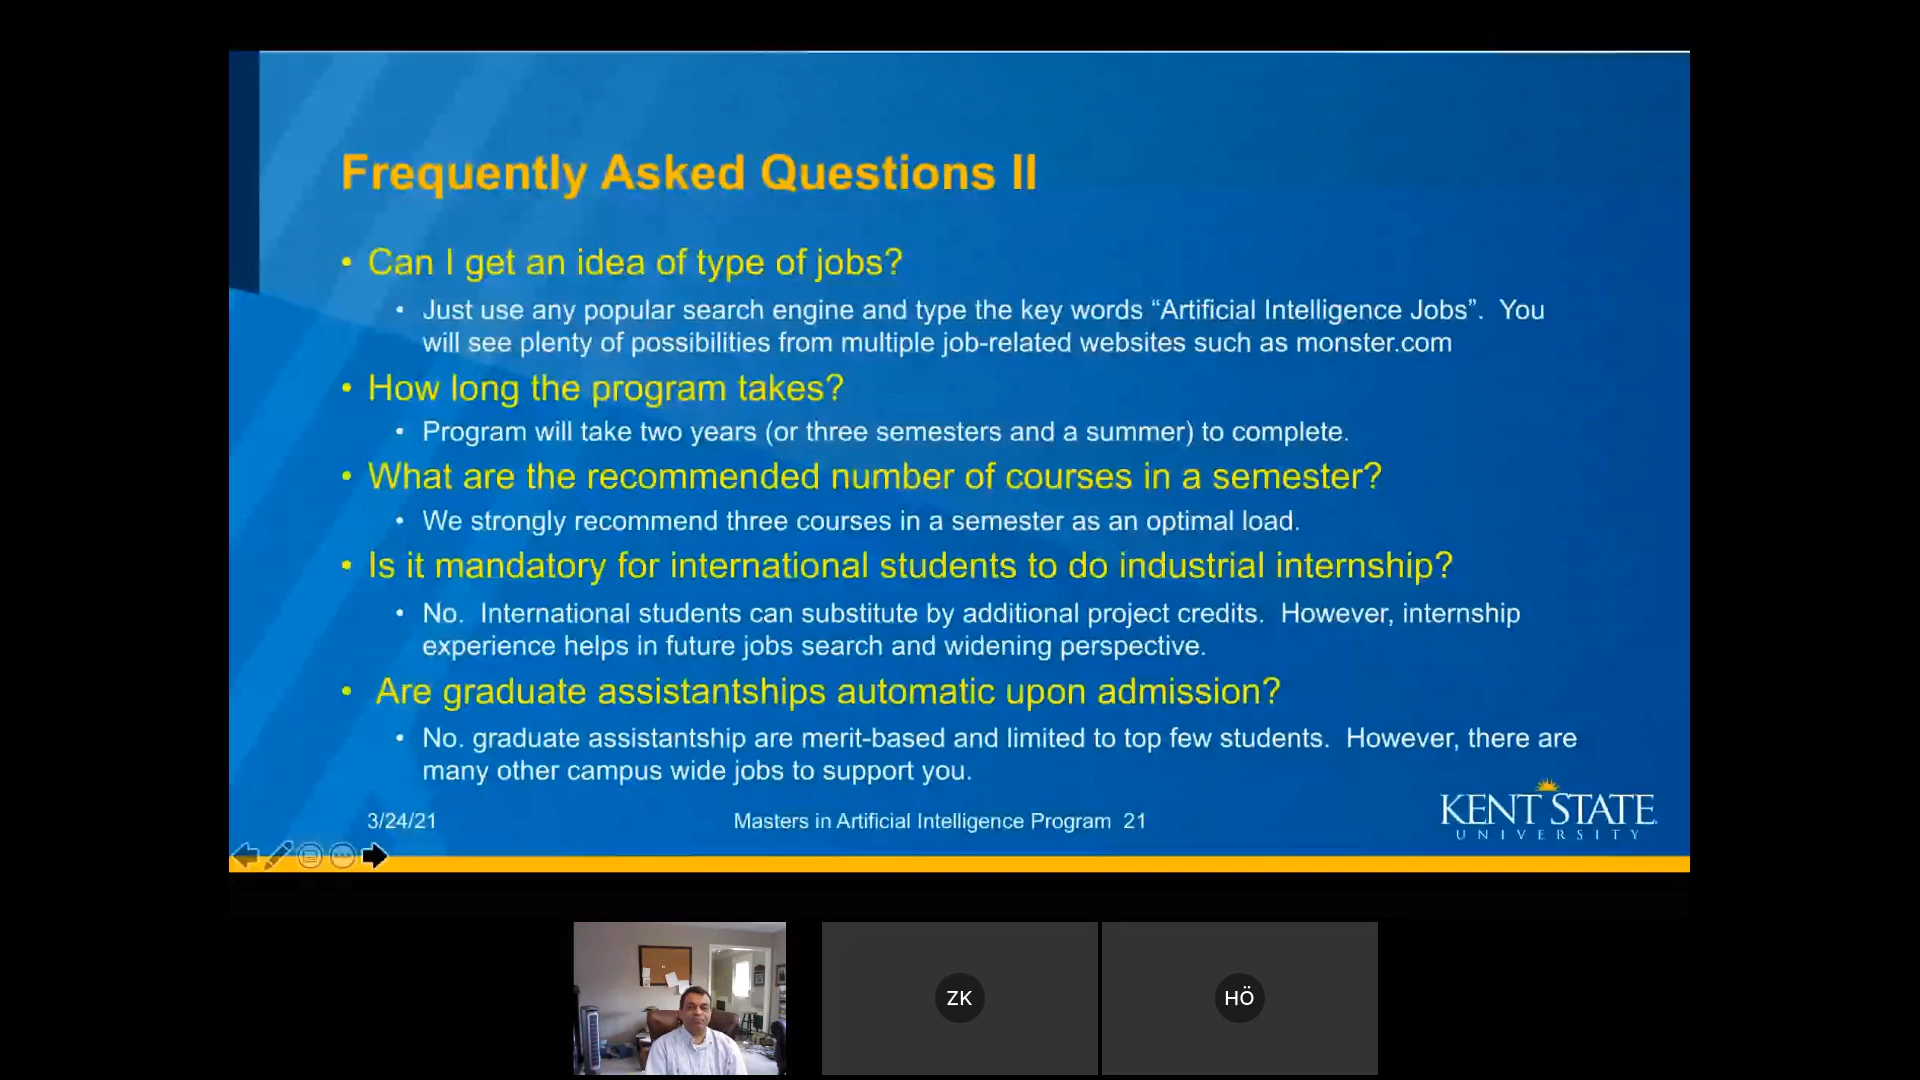 Frequently Asked Questions II
• Can I get an idea of type of jobs?
• Just use any popular search engine and type the key words “Artificial Intelligence Jobs”.  You
will see plenty of possibilities from multiple job-related websites such as monster.com
• How long the program takes?
• Program will take two years (or three semesters and a summer) to complete.
• What are the recommended number of courses in a semester?
• We strongly recommend three courses in a semester as an optimal load.
• Is it mandatory for international students to do industrial internship?
• No.  International students can substitute by additional project credits.  However, internship
experience helps in future jobs search and widening perspective.
• Are graduate assistantships automatic upon admission?
• No. graduate assistantship are merit-based and limited to top few students.  However, there are
many other campus wide jobs to support you.
3/24/21
Masters in Artificial Intelligence Program  21
KENT STATE
UNIVERSITY
ZK
HÖ